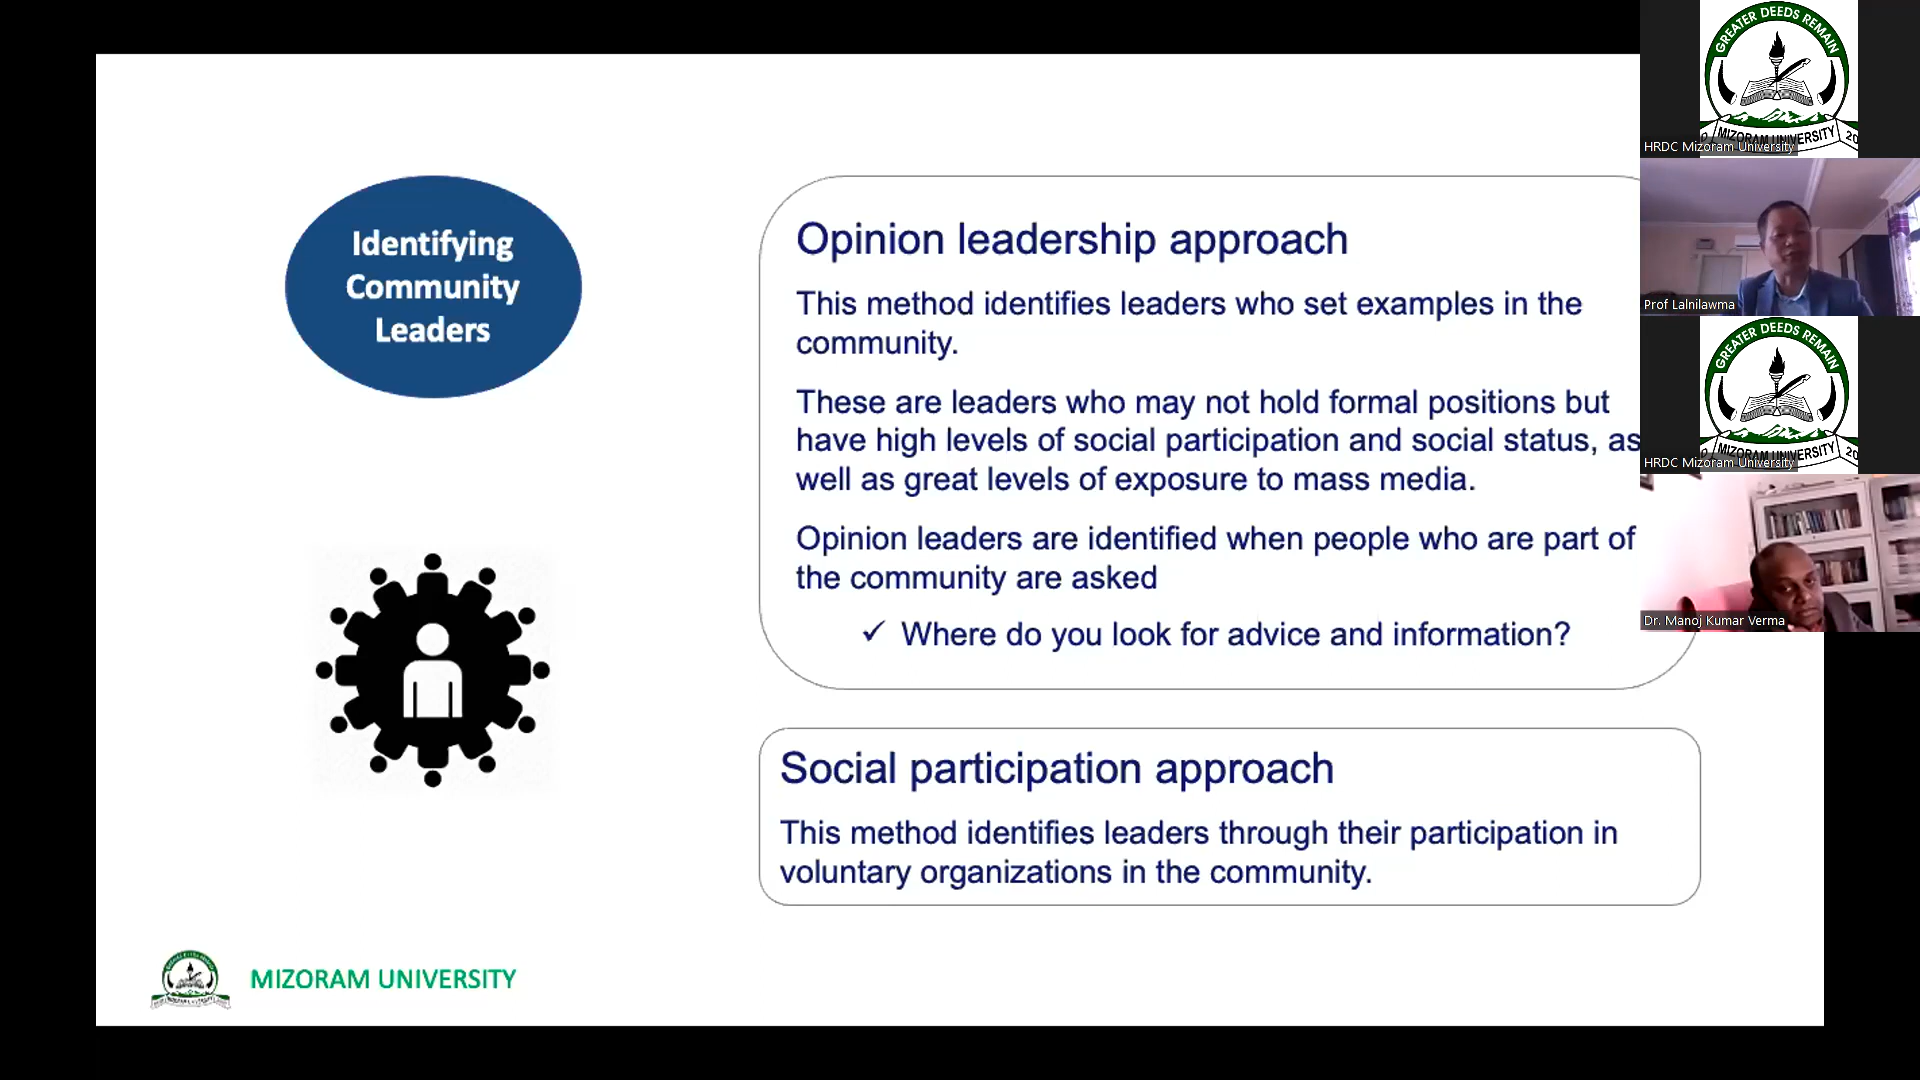 Identifying
Community
Leaders
Opinion leadership approach
This method identifies leaders who set examples in the
community.
These are leaders who may not hold formal positions but
have high levels of social participation and social status, as
well as great levels of exposure to mass media.
Opinion leaders are identified when people who are part of
the community are asked
✓ Where do you look for advice and information?
Social participation approach
This method identifies leaders through their participation in
voluntary organizations in the community.
MIZORAM UNIVERSITY
GREATER DEEDS REMAIN
MIZORAM UNIVERSITY
HRDC Mizoram University
Prof Lalnilawma
GREATER DEEDS REMAIN
MIZORAM UNIVERSITY
HRDC Mizoram University
Dr. Manoj Kumar Verma